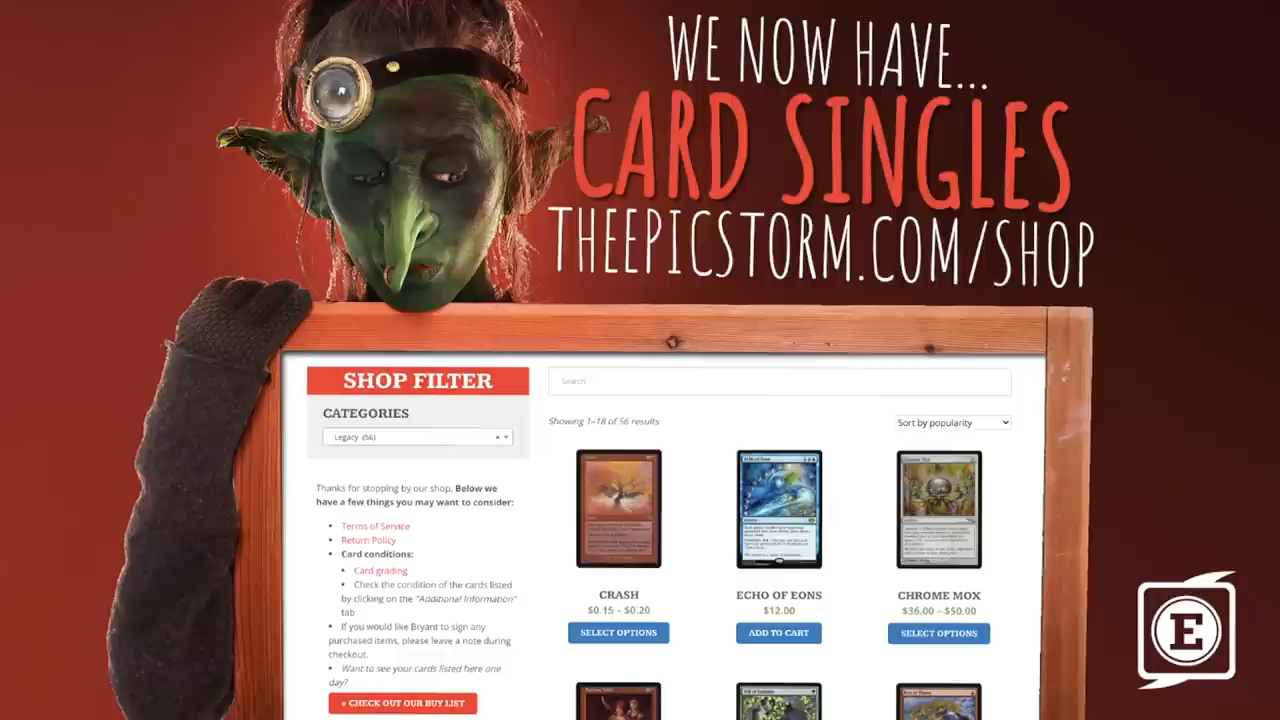 WE NOW HAVE...
CARD SINGLES
THEEPICSTORM.COM/SHOP
SHOP FILTER
CATEGORIES
Legacy (56)
Thanks for stopping by our shop. Below we
have a few things you may want to consider:
• Terms of Service
• Return Policy
• Card conditions:
• Card grading
• Check the condition of the cards listed
by clicking on the "Additional Information"
tab
• If you would like Bryant to sign any
purchased items, please leave a note during
checkout.
• Want to see your cards listed here one
day?
» CHECK OUT OUR BUY LIST
Search
Showing 1–18 of 56 results
Sort by popularity
CRASH
$0.15 – $0.20
SELECT OPTIONS
ECHO OF EONS
$12.00
ADD TO CART
CHROME MOX
$36.00 – $50.00
SELECT OPTIONS
E